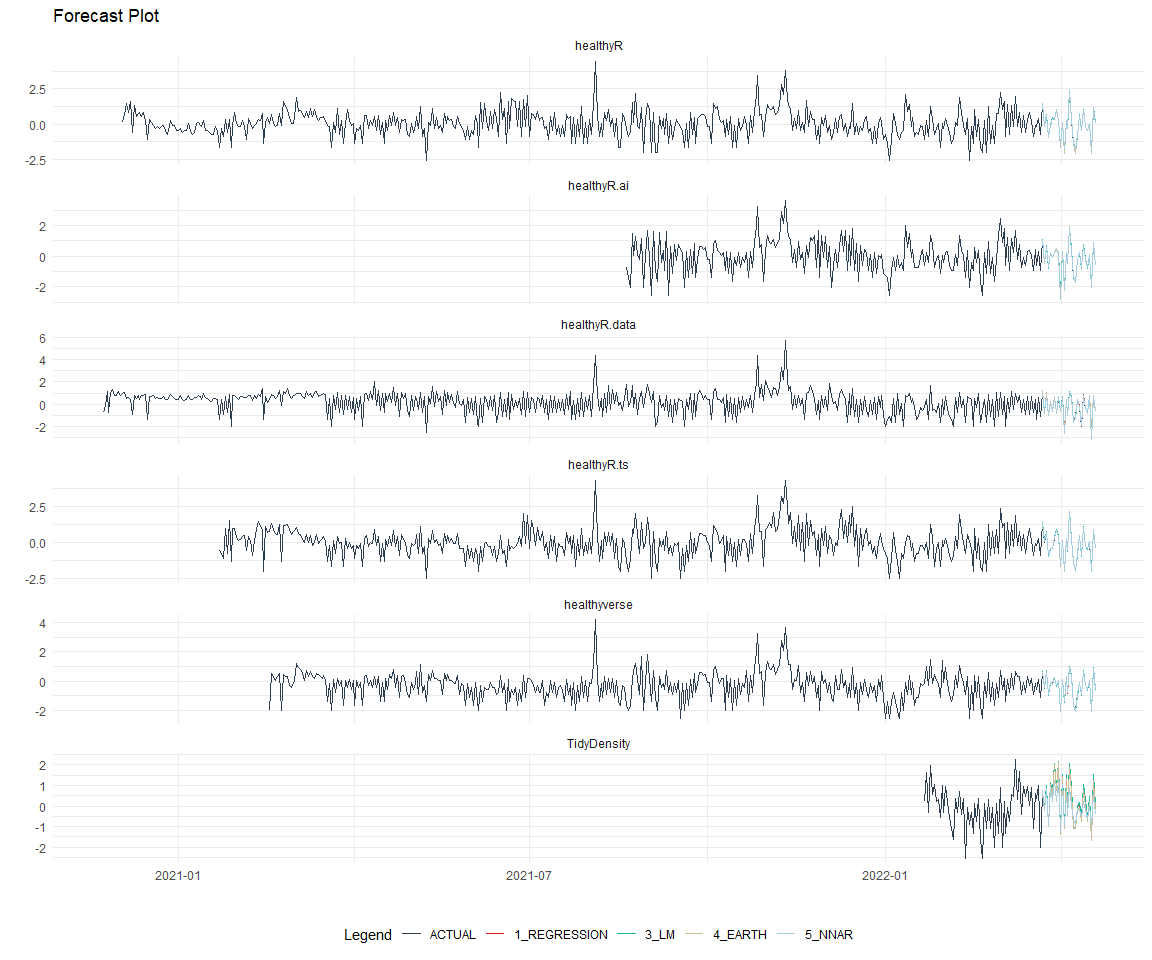 Forecast Plot
healthyR
2.5
0.0
-2.5
healthyR.ai
2
0
-2
healthyR.data
6
4
2
0
-2
healthyR.ts
2.5
0.0
-2.5
healthyverse
4
2
0
-2
TidyDensity
2
1
0
-1
-2
2021-01 2021-07 2022-01
Legend ACTUAL 1_REGRESSION 3_LM 4_EARTH 5_NNAR